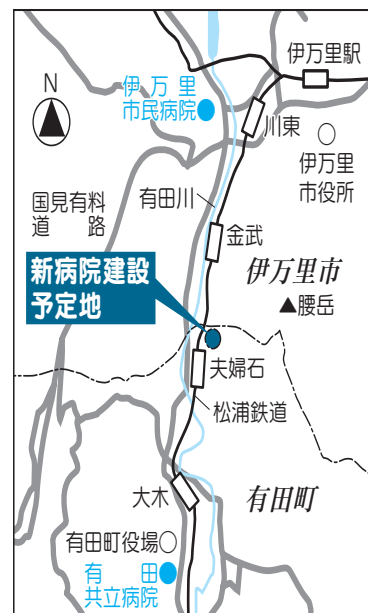 伊万里駅
N
伊万里
市民病院
川東
伊万里
市役所
有田川
国見有料
道路
金武
伊万里市
新病院建設
予定地
▲腰岳
夫婦石
松浦鉄道
大木
有田町
有田町役場
有田
共立病院